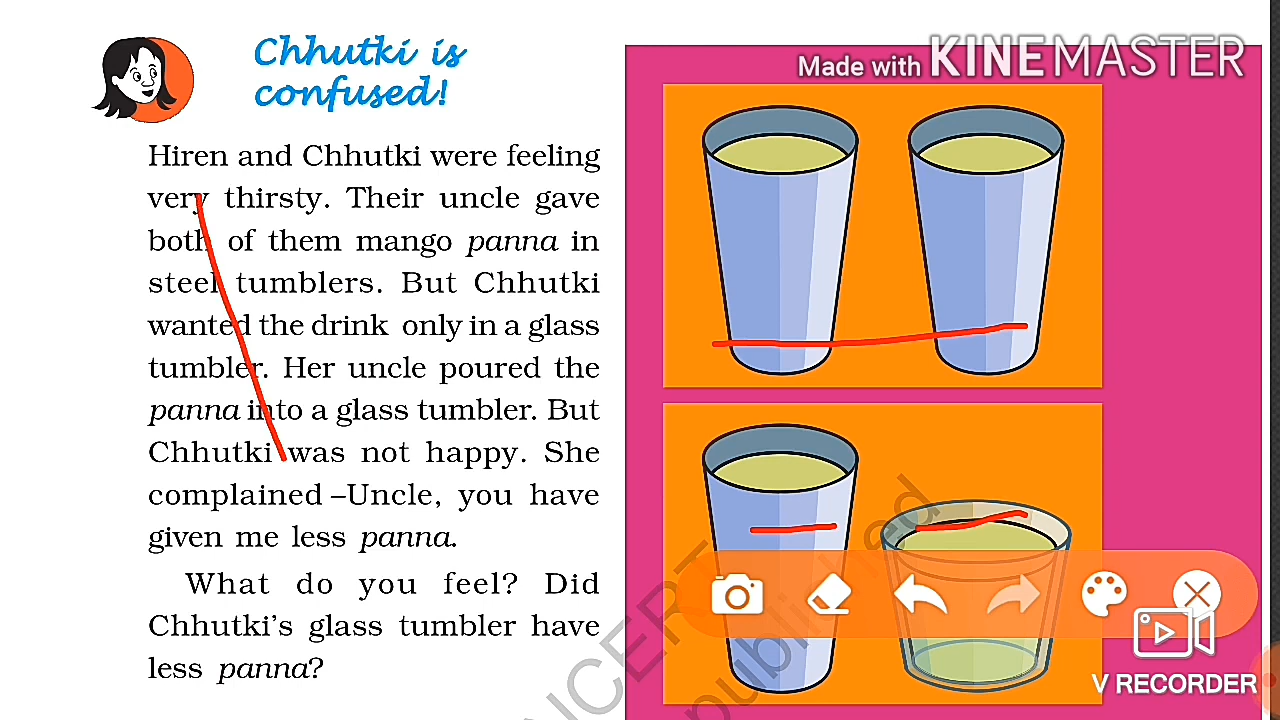 Chhutki is
confused!
Hiren and Chhutki were feeling
very thirsty. Their uncle gave
both of them mango panna in
steel tumblers. But Chhutki
wanted the drink only in a glass
tumbler. Her uncle poured the
panna into a glass tumbler. But
Chhutki was not happy. She
complained –Uncle, you have
given me less panna.
What do you feel? Did
Chhutki's glass tumbler have
less panna?
Made with KINEMASTER
NCERT
published
V RECORDER